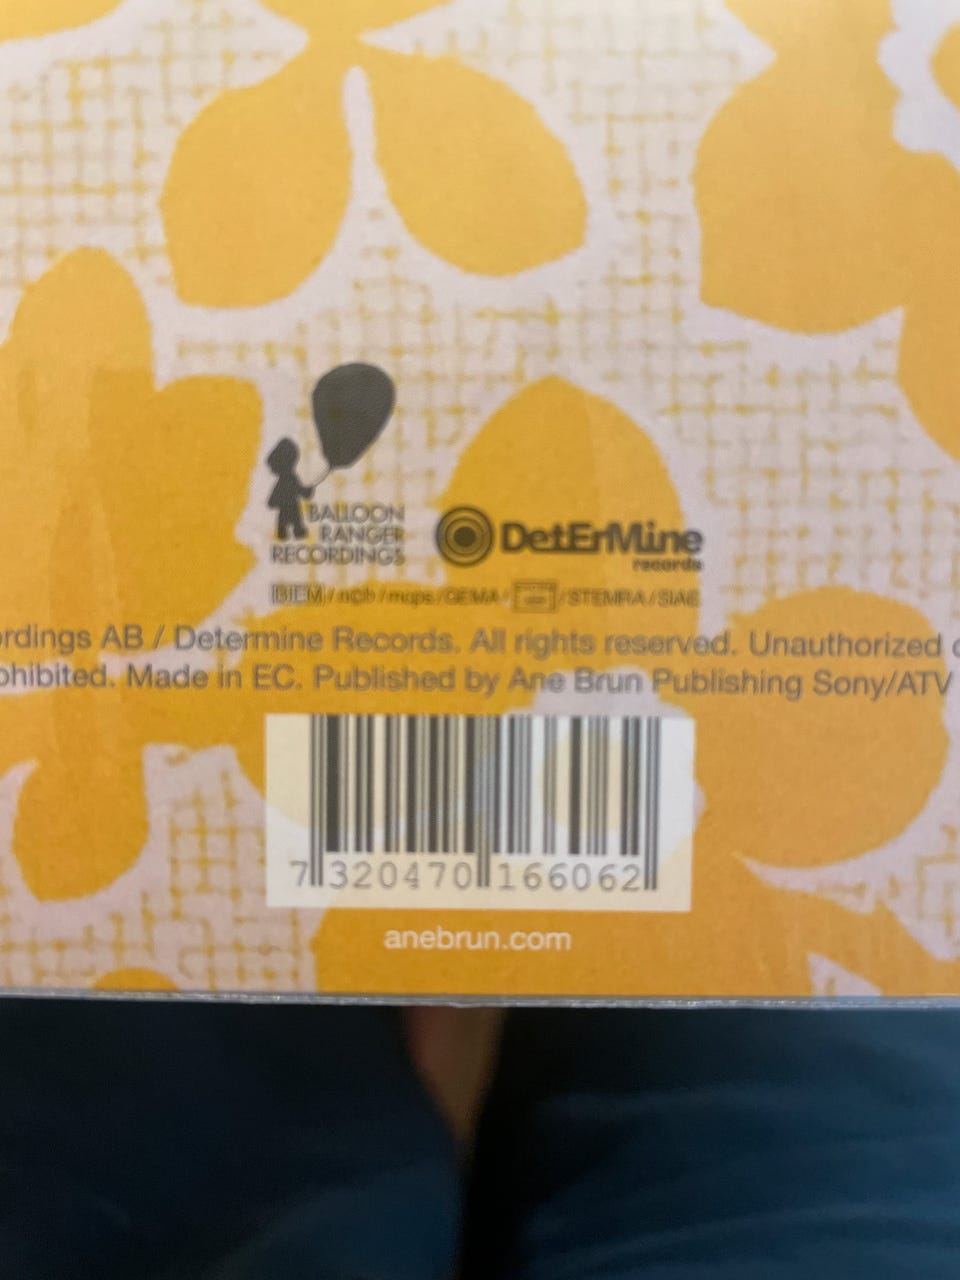 BALLOON
RANGER
RECORDINGS
DetErMine
records
BIEM / ncb / mcps / GEMA / / STEMRA / SIAE
ordings AB / Determine Records. All rights reserved. Unauthorized
ohibited. Made in EC. Published by Ane Brun Publishing Sony/ATV
7 320470 166062
anebrun.com